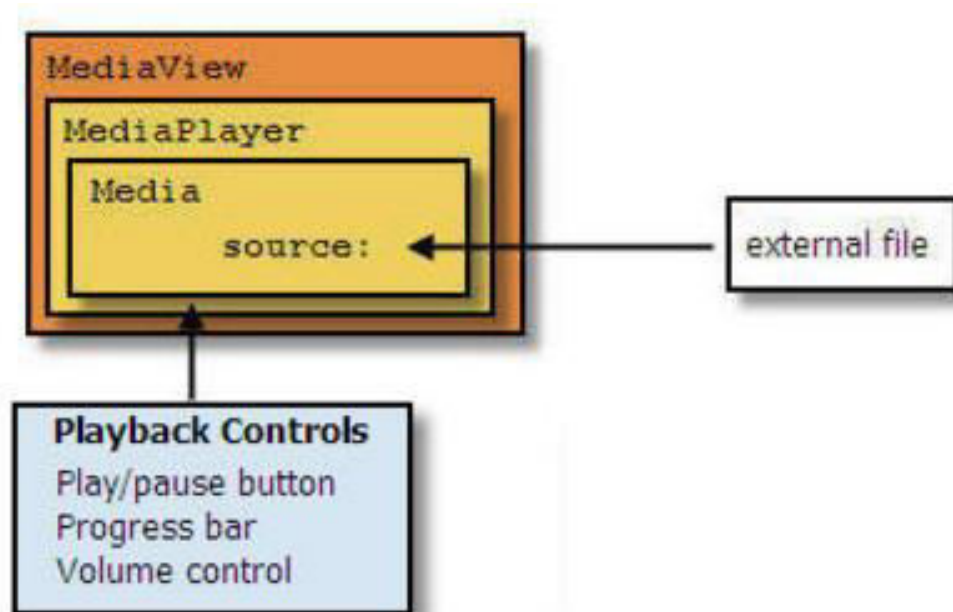 MediaView
MediaPlayer
Media
source:
external file
Playback Controls
Play/pause button
Progress bar
Volume control